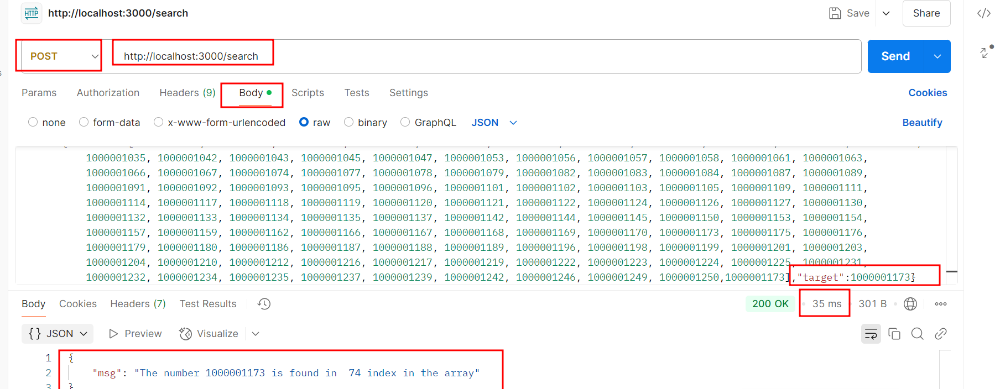 HTTP http://localhost:3000/search Save Share </>
POST http://localhost:3000/search Send
Params Authorization Headers (9) Body Scripts Tests Settings Cookies
none form-data x-www-form-urlencoded raw binary GraphQL JSON Beautify
1000001035, 1000001042, 1000001043, 1000001045, 1000001047, 1000001053, 1000001056, 1000001057, 1000001058, 1000001061, 1000001063,
1000001066, 1000001067, 1000001074, 1000001077, 1000001078, 1000001079, 1000001082, 1000001083, 1000001084, 1000001087, 1000001089,
1000001091, 1000001092, 1000001093, 1000001095, 1000001096, 1000001101, 1000001102, 1000001103, 1000001105, 1000001109, 1000001111,
1000001114, 1000001117, 1000001118, 1000001119, 1000001120, 1000001121, 1000001122, 1000001124, 1000001126, 1000001127, 1000001130,
1000001132, 1000001133, 1000001134, 1000001135, 1000001137, 1000001142, 1000001144, 1000001145, 1000001150, 1000001153, 1000001154,
1000001157, 1000001159, 1000001162, 1000001166, 1000001167, 1000001168, 1000001169, 1000001170, 1000001173, 1000001175, 1000001176,
1000001179, 1000001180, 1000001186, 1000001187, 1000001188, 1000001189, 1000001196, 1000001198, 1000001199, 1000001201, 1000001203,
1000001204, 1000001210, 1000001212, 1000001216, 1000001217, 1000001219, 1000001222, 1000001223, 1000001224, 1000001225, 1000001231,
1000001232, 1000001234, 1000001235, 1000001237, 1000001239, 1000001242, 1000001246, 1000001249, 1000001250,1000001173],"target":1000001173}
Body Cookies Headers (7) Test Results 200 OK 35 ms 301 B
{} JSON Preview Visualize
1 {
2 "msg": "The number 1000001173 is found in  74 index in the array"
3 }